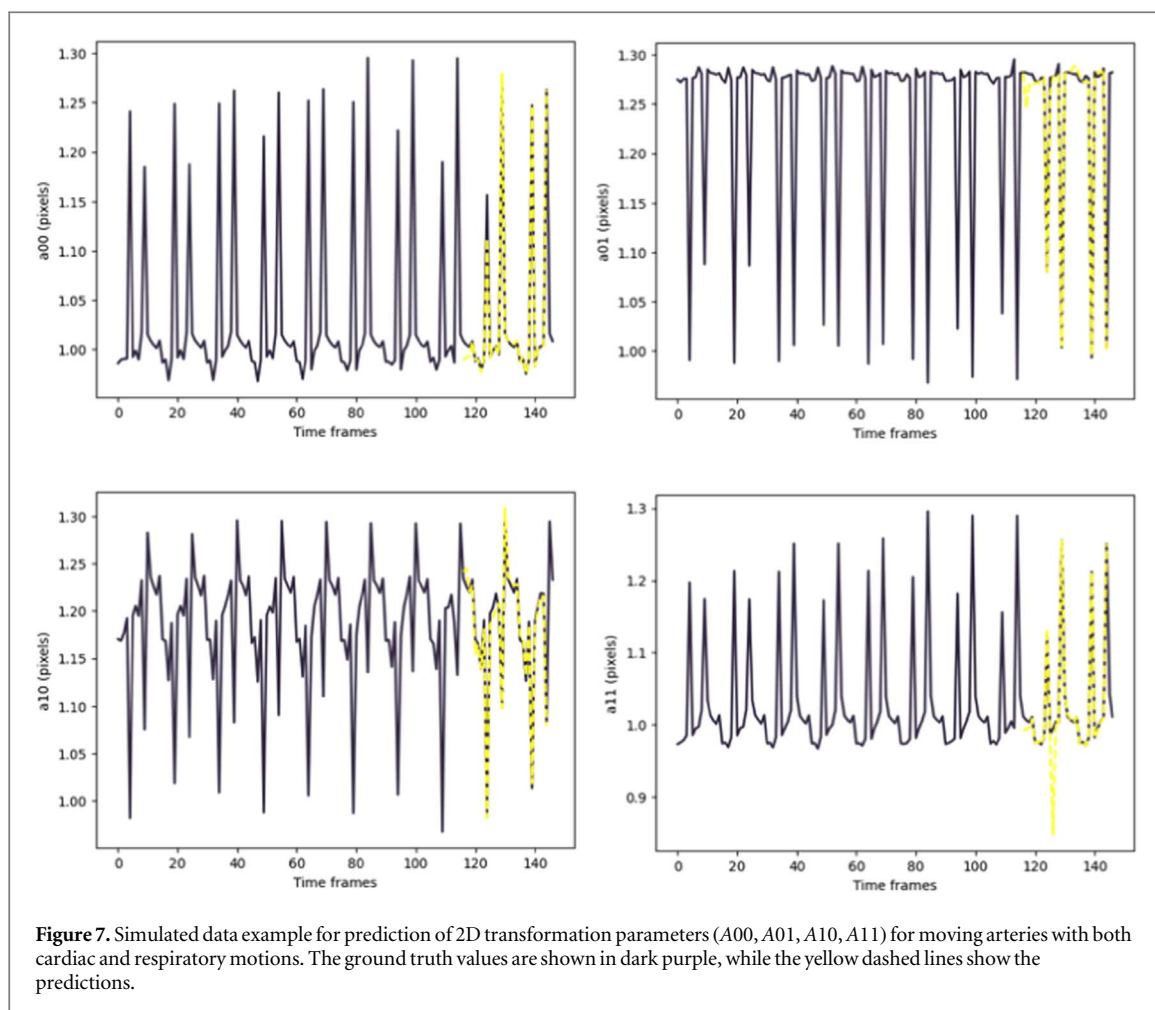 1.30
1.25
1.20
1.15
1.10
1.05
1.00
a00 (pixels)
0 20 40 60 80 100 120 140
Time frames
1.30
1.25
1.20
1.15
1.10
1.05
1.00
a01 (pixels)
0 20 40 60 80 100 120 140
Time frames
1.30
1.25
1.20
1.15
1.10
1.05
1.00
a10 (pixels)
0 20 40 60 80 100 120 140
Time frames
1.3
1.2
1.1
1.0
0.9
a11 (pixels)
0 20 40 60 80 100 120 140
Time frames
Figure 7. Simulated data example for prediction of 2D transformation parameters (A00, A01, A10, A11) for moving arteries with both
cardiac and respiratory motions. The ground truth values are shown in dark purple, while the yellow dashed lines show the
predictions.